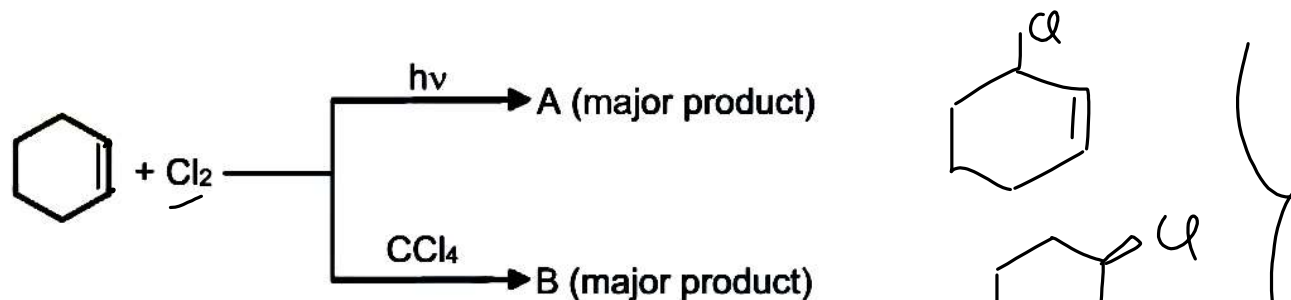 hν
A (major product)
+ Cl₂
CCl₄
B (major product)
Cl
Cl